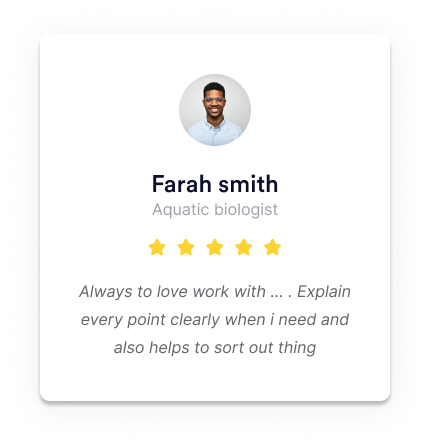 Farah smith
Aquatic biologist
Always to love work with ... . Explain
every point clearly when i need and
also helps to sort out thing